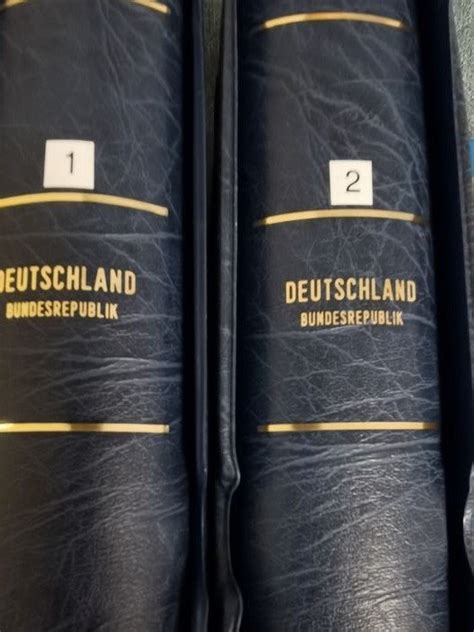 1
DEUTSCHLAND
BUNDESREPUBLIK
2
DEUTSCHLAND
BUNDESREPUBLIK